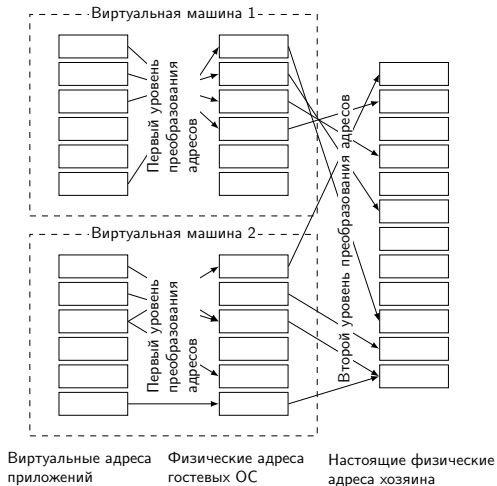 Виртуальная машина 1
Первый уровень
преобразования
адресов
Второй уровень преобразования адресов
Виртуальная машина 2
Первый уровень
преобразования
адресов
Виртуальные адреса
приложений
Физические адреса
гостевых ОС
Настоящие физические
адреса хозяина